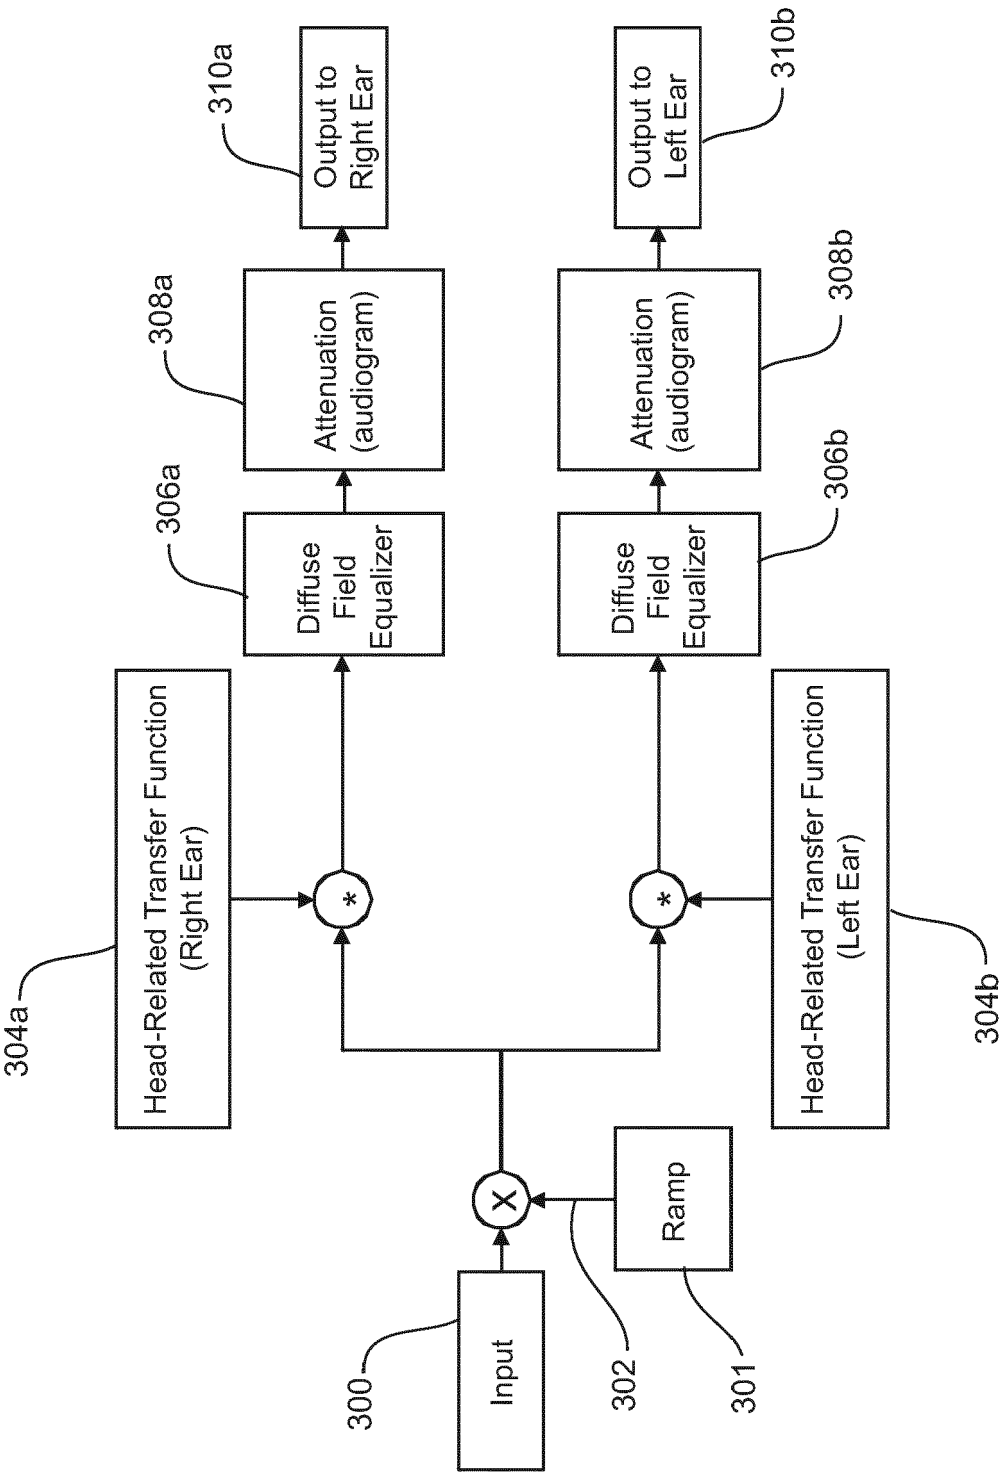 304a
Head-Related Transfer Function
(Right Ear)
306a
308a
310a
*
Diffuse
Field
Equalizer
Attenuation
(audiogram)
Output to
Right Ear
300
Input
X
302
301
Ramp
*
Diffuse
Field
Equalizer
Attenuation
(audiogram)
Output to
Left Ear
306b
308b
310b
Head-Related Transfer Function
(Left Ear)
304b